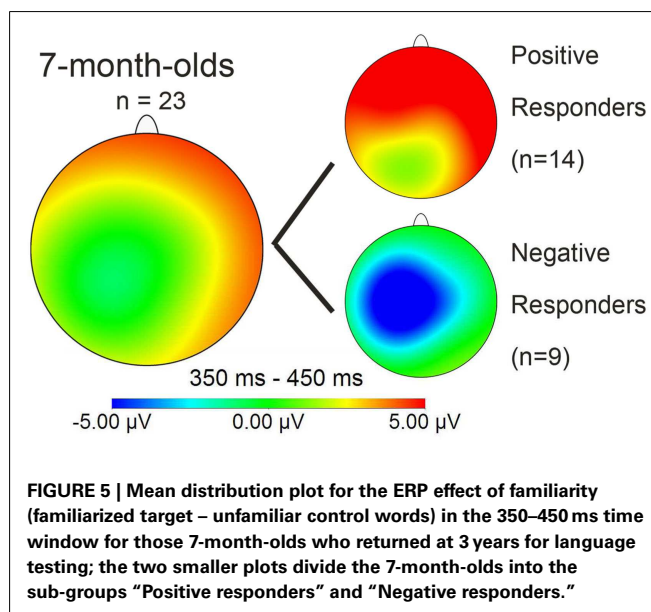 7-month-olds
n = 23
Positive
Responders
(n=14)
Negative
Responders
(n=9)
350 ms - 450 ms
-5.00 µV 0.00 µV 5.00 µV
FIGURE 5 | Mean distribution plot for the ERP effect of familiarity
(familiarized target – unfamiliar control words) in the 350–450 ms time
window for those 7-month-olds who returned at 3 years for language
testing; the two smaller plots divide the 7-month-olds into the
sub-groups “Positive responders” and “Negative responders.”